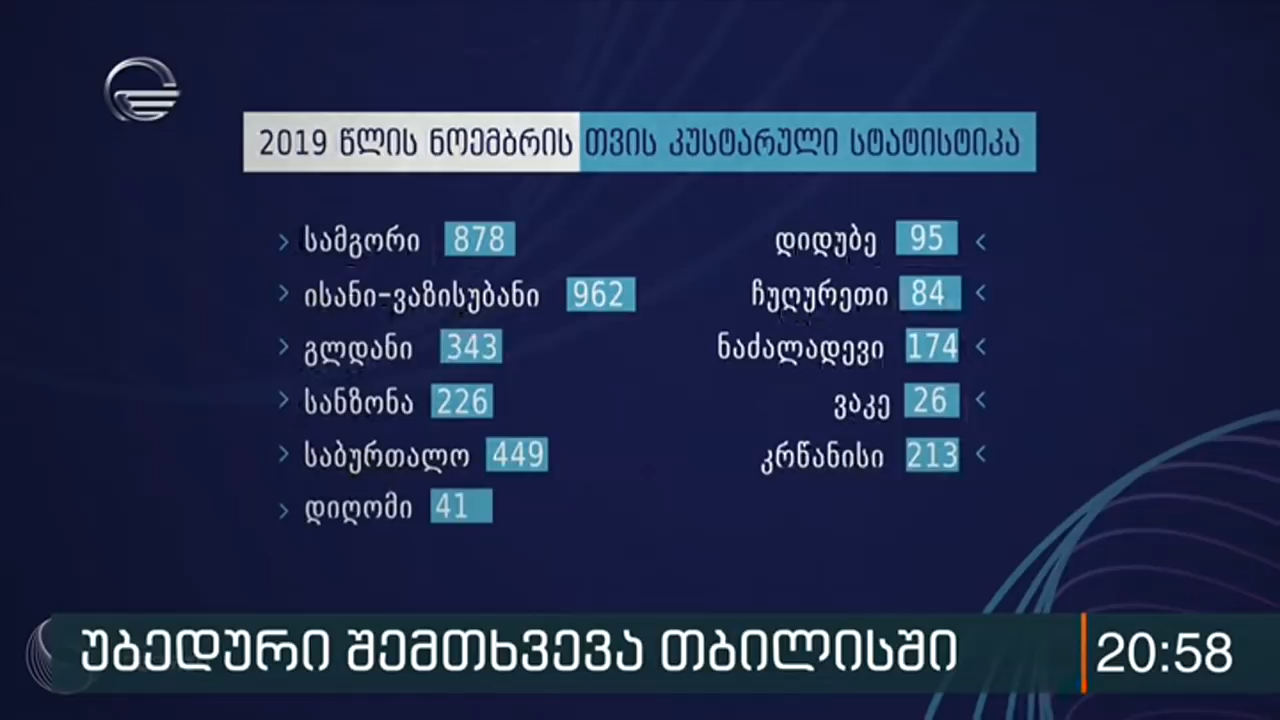 2019 წლის ნოემბრის თვის კუსტარული სტატისტიკა
სამგორი 878
ისანი-ვაზისუბანი 962
გლდანი 343
სანზონა 226
საბურთალო 449
დიღომი 41
დიდუბე 95
ჩუღურეთი 84
ნაძალადევი 174
ვაკე 26
კრწანისი 213
უბედური შემთხვევა თბილისში
20:58